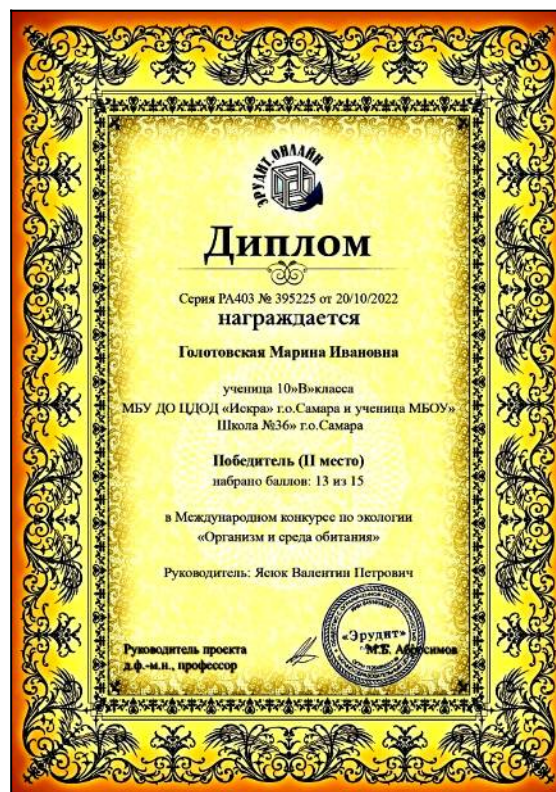 ЭРУДИТ.ОНЛАЙН
Диплом
Серия РА403 № 395225 от 20/10/2022
награждается
Голотовская Марина Ивановна
ученица 10»В»класса
МБУ ДО ЦДОД «Искра» г.о.Самара и ученица МБОУ»
Школа №36» г.о.Самара
Победитель (II место)
набрано баллов: 13 из 15
в Международном конкурсе по экологии
«Организм и среда обитания»
Руководитель: Ясюк Валентин Петрович
Руководитель проекта
д.ф.-м.н., профессор
«Эрудит»
М.Б. Абросимов